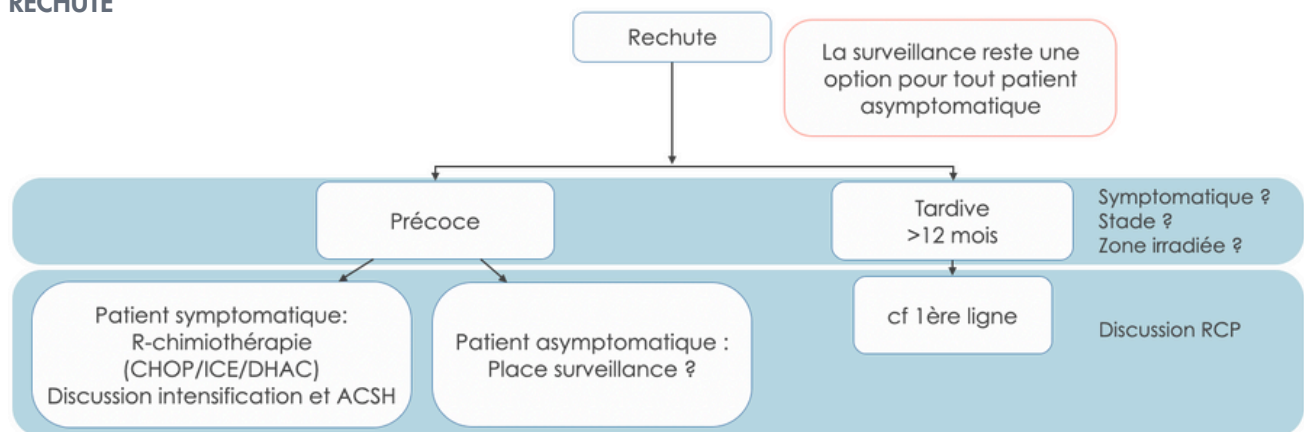 RECHUTE
Rechute
La surveillance reste une
option pour tout patient
asymptomatique
Précoce
Tardive
>12 mois
Symptomatique ?
Stade ?
Zone irradiée ?
Patient symptomatique:
R-chimiothérapie
(CHOP/ICE/DHAC)
Discussion intensification et ACSH
Patient asymptomatique :
Place surveillance ?
cf 1ère ligne
Discussion RCP